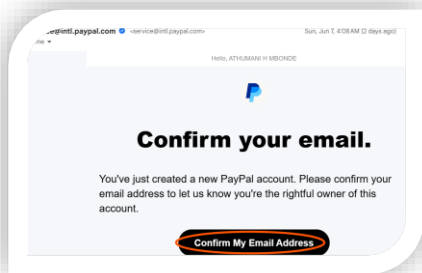 @intl.paypal.com <service@intl.paypal.com> Sun, Jun 7, 4:08 AM (2 days ago)
me
Hello, ATHUMANI H MBONDE
Confirm your email.
You've just created a new PayPal account. Please confirm your
email address to let us know you're the rightful owner of this
account.
Confirm My Email Address